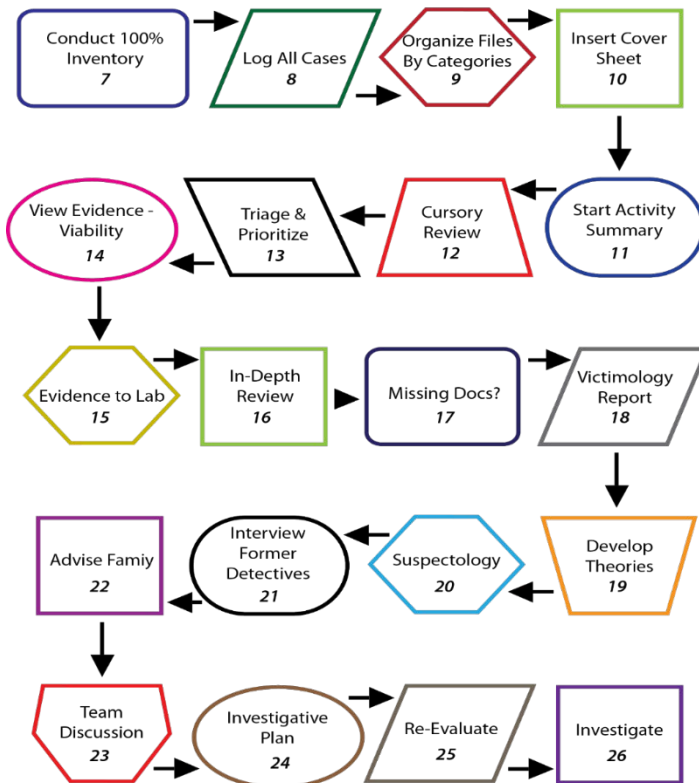 Conduct 100%
Inventory
7
Log All Cases
8
Organize Files
By Categories
9
Insert Cover
Sheet
10
Start Activity
Summary
11
Cursory
Review
12
Triage &
Prioritize
13
View Evidence -
Viability
14
Evidence to Lab
15
In-Depth
Review
16
Missing Docs?
17
Victimology
Report
18
Develop
Theories
19
Suspectology
20
Interview
Former
Detectives
21
Advise Famiy
22
Team
Discussion
23
Investigative
Plan
24
Re-Evaluate
25
Investigate
26